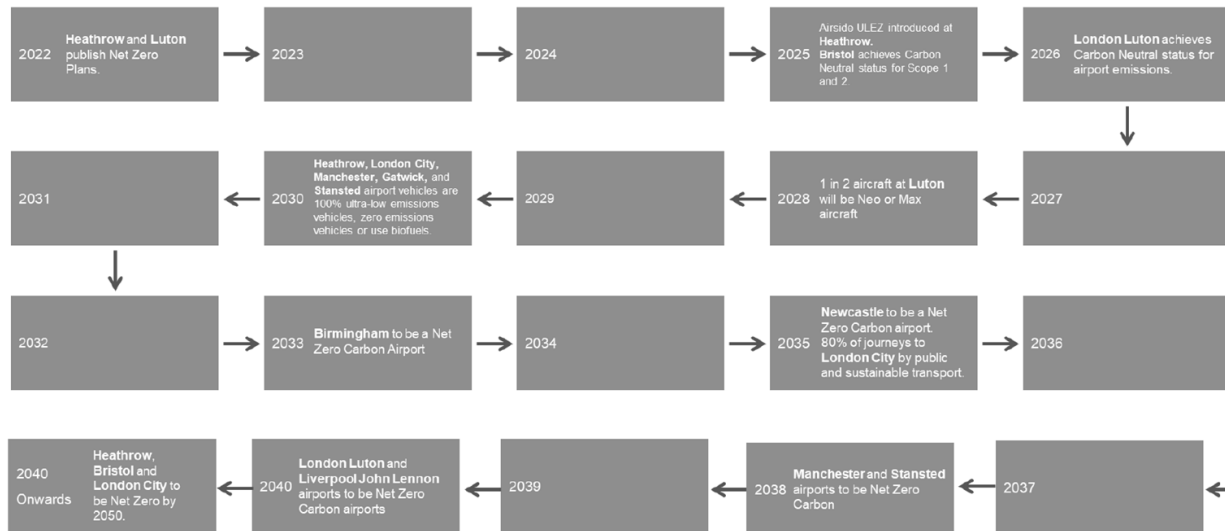 2022
Heathrow and Luton
publish Net Zero
Plans.
2023
2024
2025
Airsido ULEZ introduced at
Heathrow.
Bristol achieves Carbon
Neutral status for Scope 1
and 2.
2026
London Luton achieves
Carbon Neutral status for
airport emissions.
2031
2030
Heathrow, London City,
Manchester, Gatwick, and
Stansted airport vehicles are
100% ultra-low emissions
vehicles, zero emissions
vehicles or use biofuels.
2029
2028
1 in 2 aircraft at Luton
will be Neo or Max
aircraft
2027
2032
2033
Birmingham to be a Net
Zero Carbon Airport
2034
2035
Newcastle to be a Net
Zero Carbon airport.
80% of journeys to
London City by public
and sustainable transport.
2036
2040
Onwards
Heathrow,
Bristol and
London City to
be Net Zero by
2050.
2040
London Luton and
Liverpool John Lennon
airports to be Net Zero
Carbon airports
2039
2038
Manchester and Stansted
airports to be Net Zero
Carbon
2037